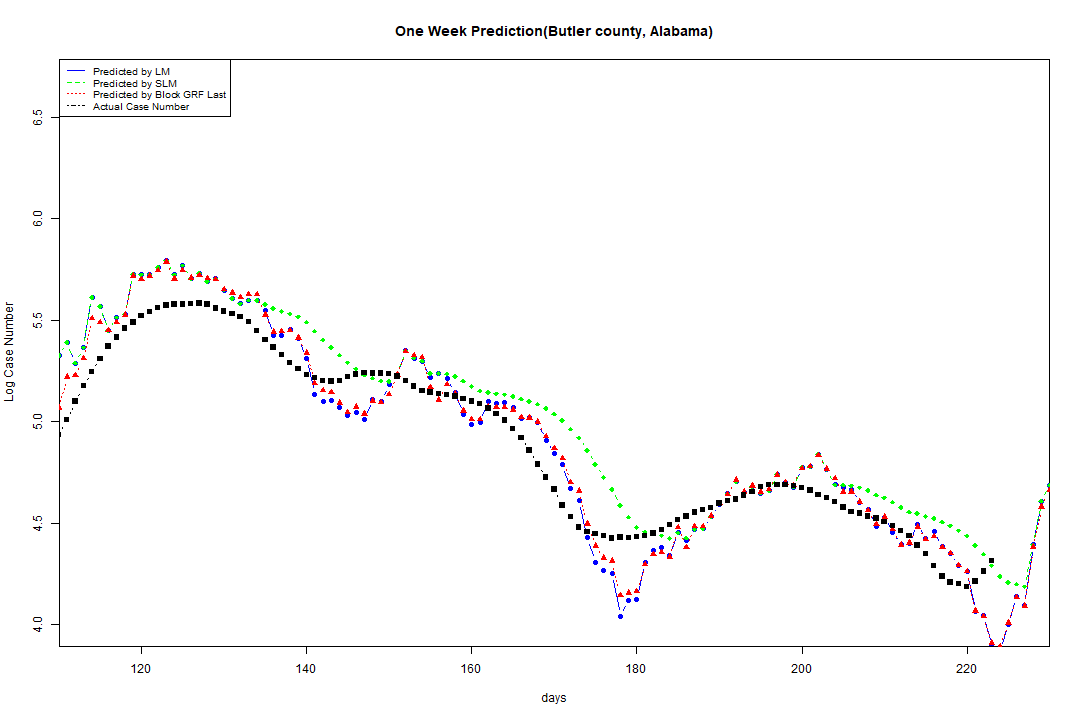 One Week Prediction(Butler county, Alabama)
Predicted by LM
Predicted by SLM
Predicted by Block GRF Last
Actual Case Number
Log Case Number
6.5
6.0
5.5
5.0
4.5
4.0
120 140 160 180 200 220
days